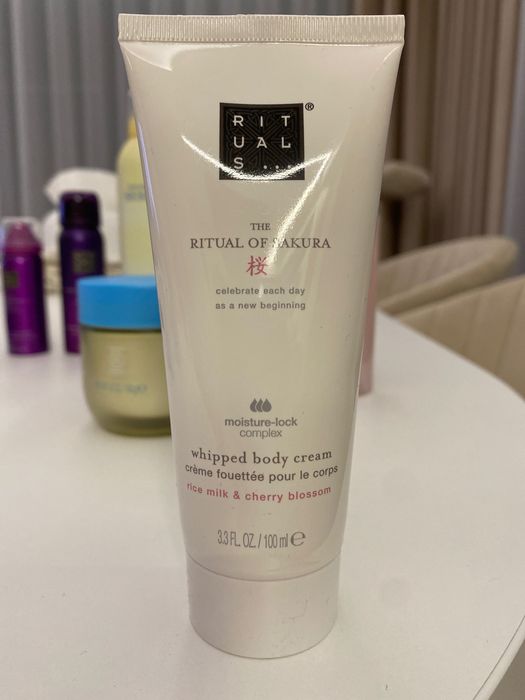 RIT
UAL
S...
®
THE
RITUAL OF SAKURA
桜
celebrate each day
as a new beginning
moisture-lock
complex
whipped body cream
crème fouettée pour le corps
rice milk & cherry blossom
3.3 FL. OZ. / 100 ml ℮